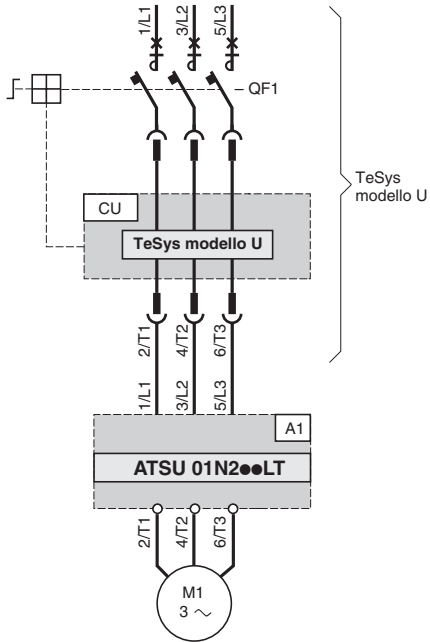 1/L1 3/L2 5/L3
QF1
TeSys
modello U
CU
TeSys modello U
2/T1 4/T2 6/T3
1/L1 3/L2 5/L3
A1
ATSU 01N2●●LT
2/T1 4/T2 6/T3
M1
3 ~